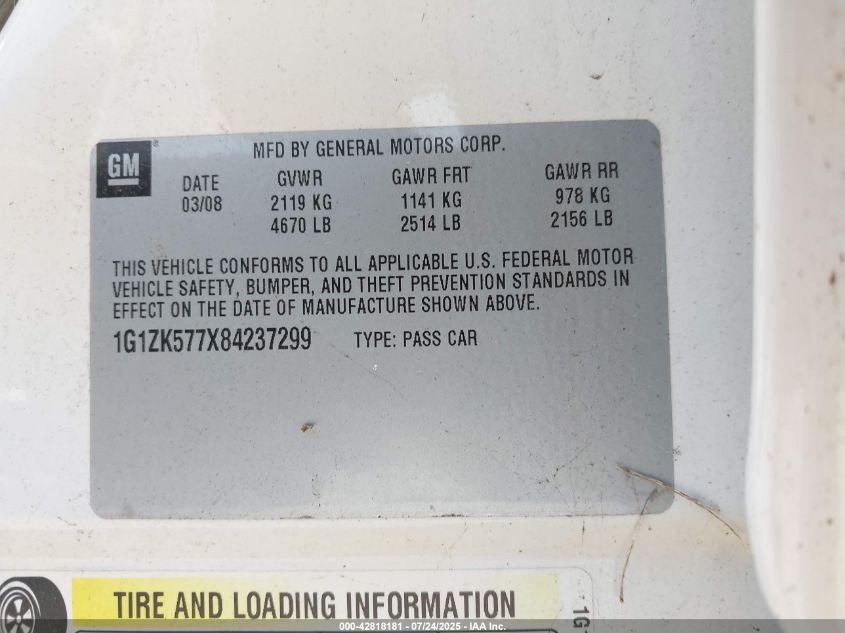 GM®
MFD BY GENERAL MOTORS CORP.
DATE GVWR GAWR FRT GAWR RR
03/08 2119 KG 1141 KG 978 KG
4670 LB 2514 LB 2156 LB
THIS VEHICLE CONFORMS TO ALL APPLICABLE U.S. FEDERAL MOTOR
VEHICLE SAFETY, BUMPER, AND THEFT PREVENTION STANDARDS IN
EFFECT ON THE DATE OF MANUFACTURE SHOWN ABOVE.
1G1ZK577X84237299 TYPE: PASS CAR
TIRE AND LOADING INFORMATION
1G1
000-42818181 - 07/24/2025 - IAA Inc.